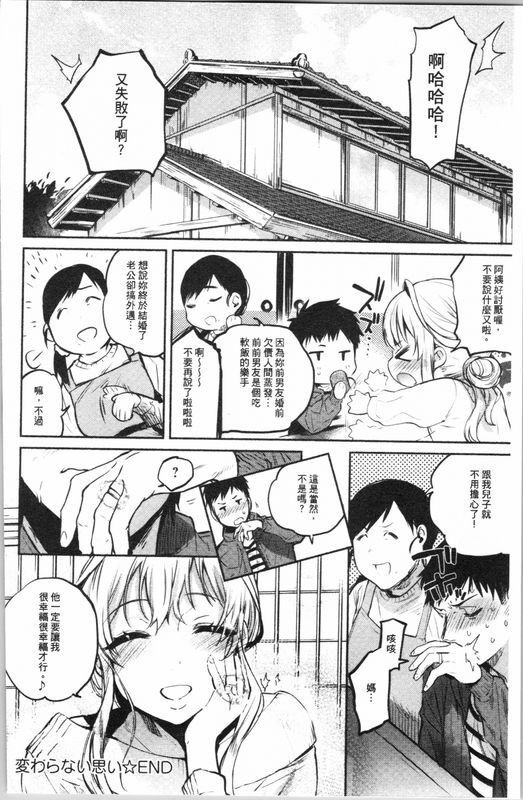 啊哈哈哈！
又失敗了啊？
阿姨好討厭喔，
不要說什麼又啦。
因為妳前男友婚前
欠債人間蒸發…
前前男友是個吃
軟飯的樂手
啊～～～
不要再說了啦啦啦
想說妳終於結婚了
老公卻搞外遇…
嘛，不過
跟我兒子就
不用擔心了！
咳咳
媽…
這是當然
不是嗎？
？
他一定要讓我
很幸福很幸福才行。♪
変わらない思い☆END